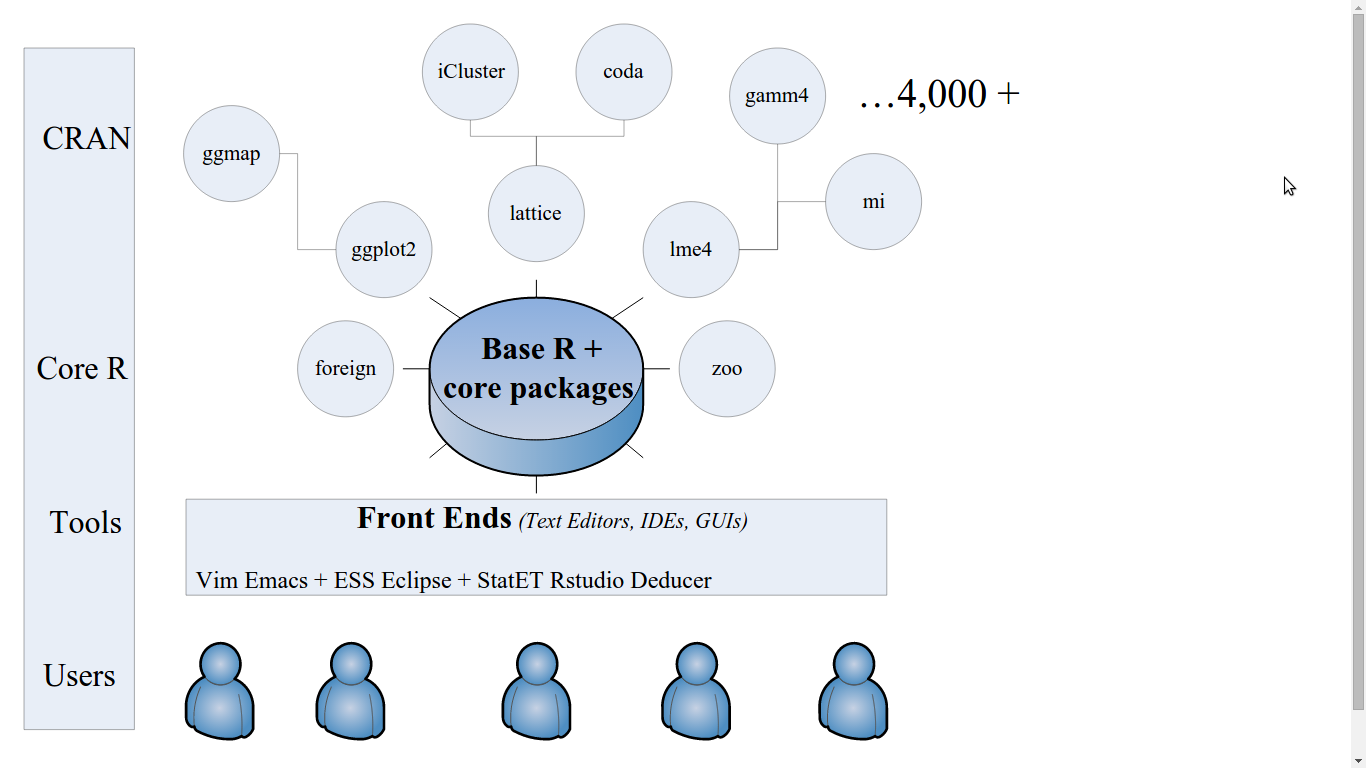 iCluster
coda
gamm4
…4,000 +
CRAN
ggmap
mi
lattice
ggplot2
lme4
Base R +
core packages
Core R
foreign
zoo
Tools
Front Ends (Text Editors, IDEs, GUIs)
Vim Emacs + ESS Eclipse + StatET Rstudio Deducer
Users